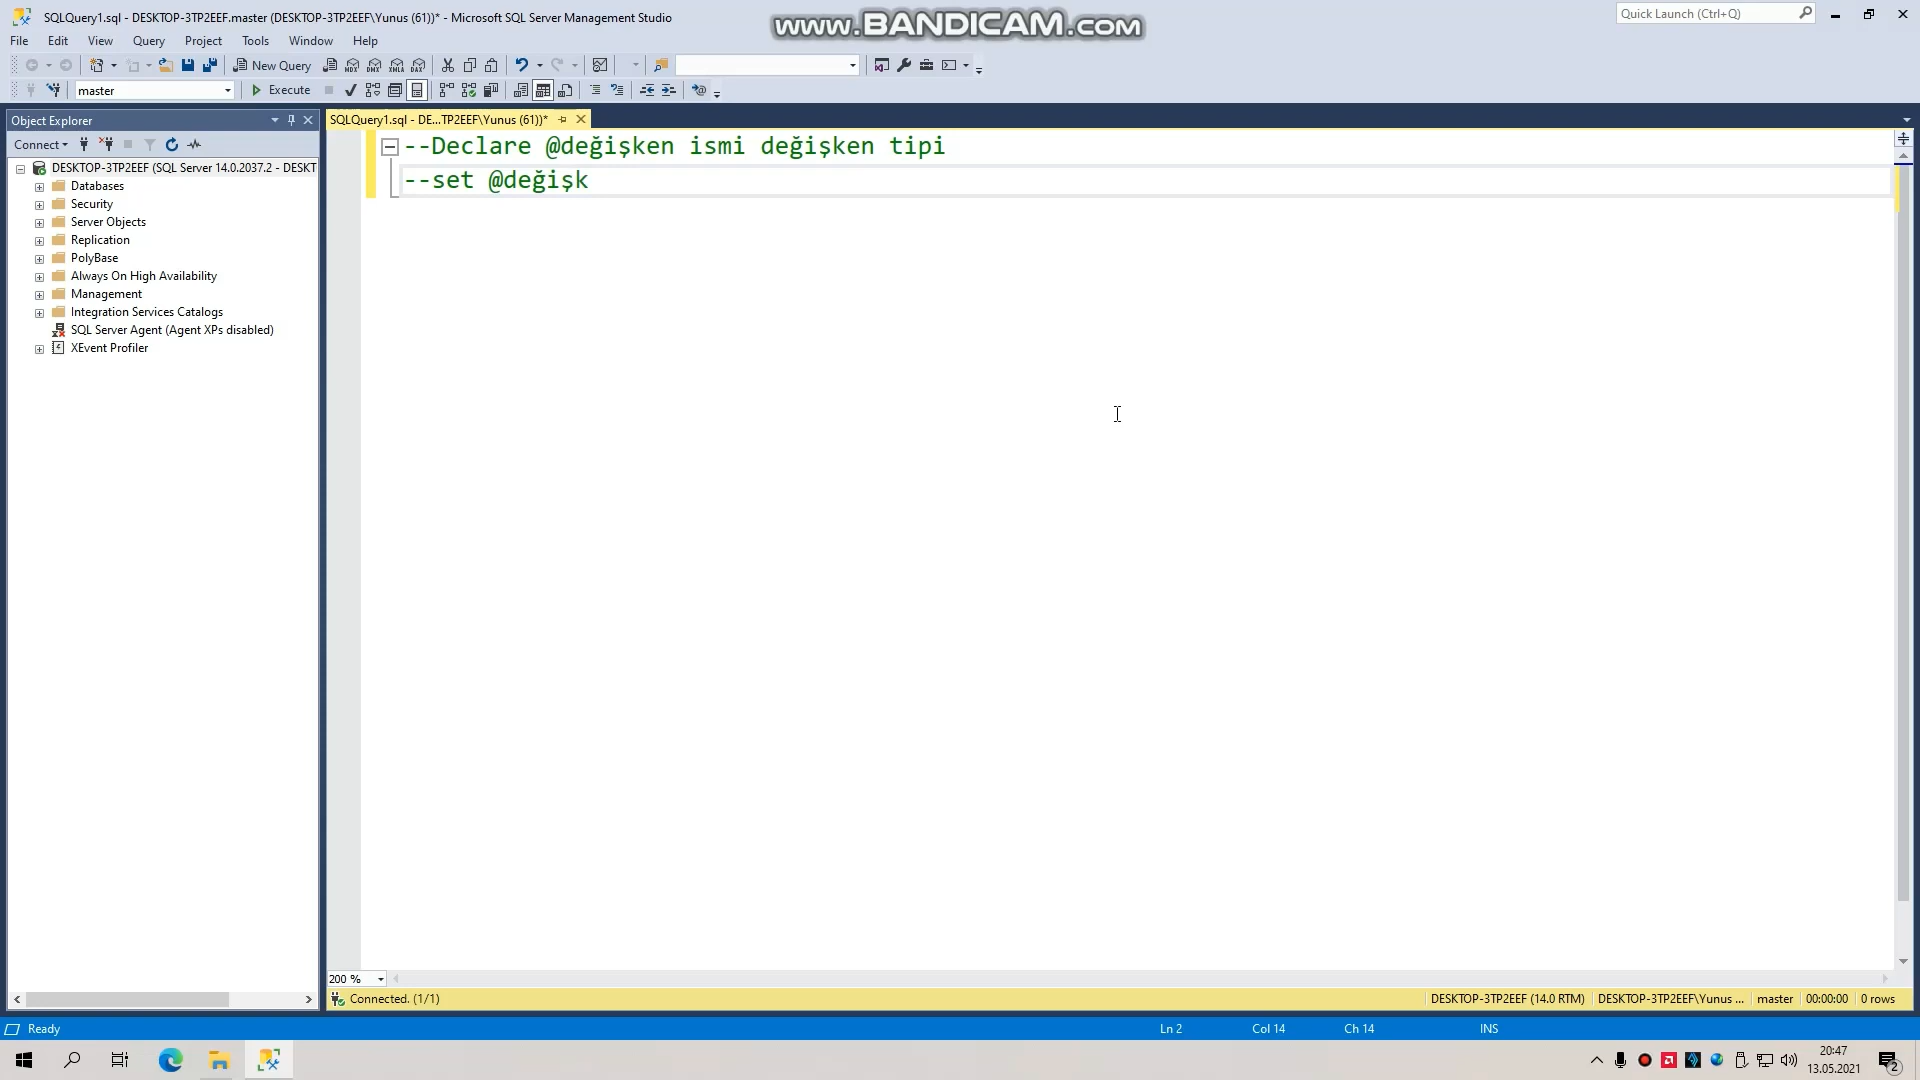 SQLQuery1.sql - DESKTOP-3TP2EEF.master (DESKTOP-3TP2EEF\Yunus (61))* - Microsoft SQL Server Management Studio
www.BANDICAM.com
Quick Launch (Ctrl+Q)
File Edit View Query Project Tools Window Help
New Query
master
Execute
Object Explorer
SQLQuery1.sql - DE...TP2EEF\Yunus (61))*
Connect
DESKTOP-3TP2EEF (SQL Server 14.0.2037.2 - DESKT
Databases
Security
Server Objects
Replication
PolyBase
Always On High Availability
Management
Integration Services Catalogs
SQL Server Agent (Agent XPs disabled)
XEvent Profiler
--Declare @değişken ismi değişken tipi
--set @değişk
200 %
Connected. (1/1)
DESKTOP-3TP2EEF (14.0 RTM) DESKTOP-3TP2EEF\Yunus ... master 00:00:00 0 rows
Ready
Ln 2 Col 14 Ch 14 INS
20:47
13.05.2021
2